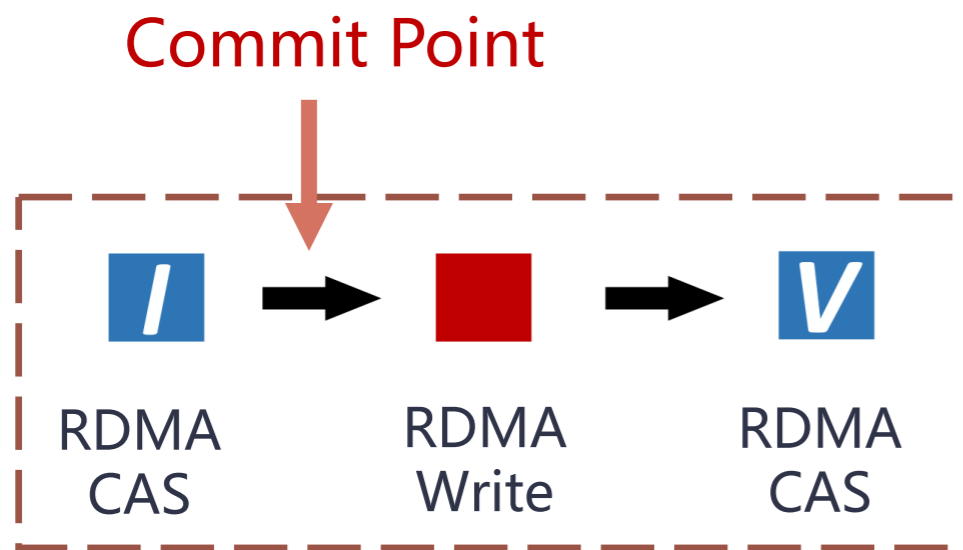 Commit Point
I
V
RDMA
CAS
RDMA
Write
RDMA
CAS